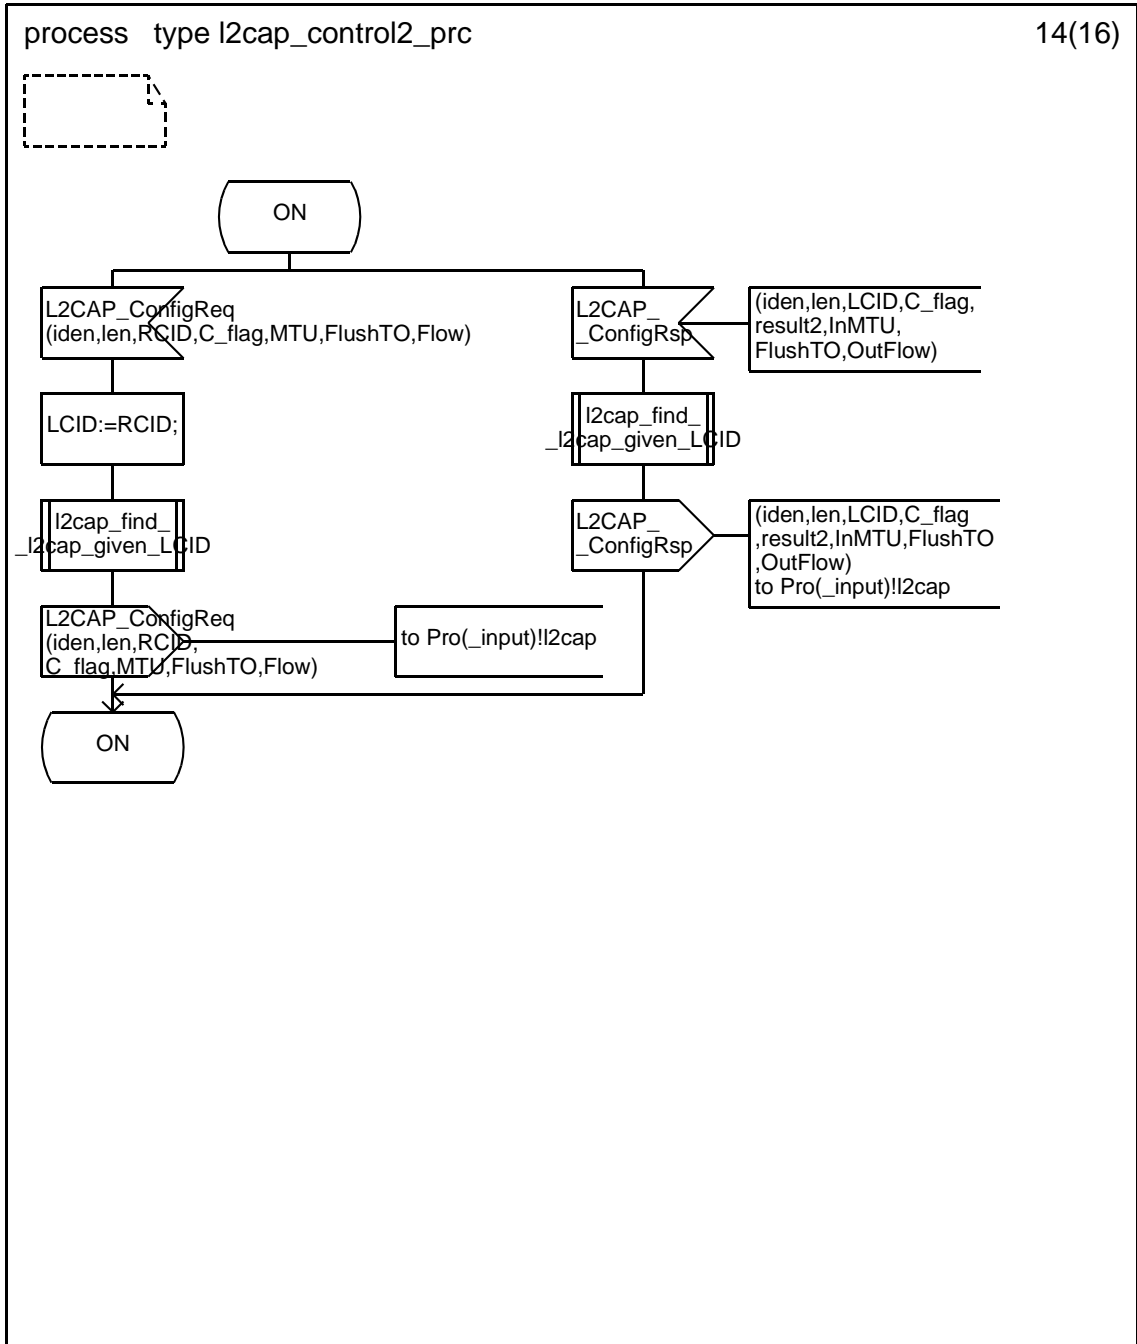 process type l2cap_control2_prc
14(16)
ON
L2CAP_ConfigReq
(iden,len,RCID,C_flag,MTU,FlushTO,Flow)
L2CAP_
_ConfigRsp
(iden,len,LCID,C_flag,
result2,InMTU,
FlushTO,OutFlow)
LCID:=RCID;
l2cap_find_
_l2cap_given_LCID
l2cap_find_
_l2cap_given_LCID
L2CAP_
_ConfigRsp
(iden,len,LCID,C_flag
,result2,InMTU,FlushTO
,OutFlow)
to Pro(_input)!l2cap
L2CAP_ConfigReq
(iden,len,RCID,
C_flag,MTU,FlushTO,Flow)
to Pro(_input)!l2cap
ON